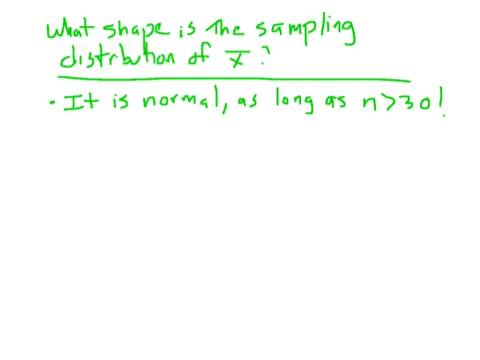 What shape is the sampling
distribution of x̄?
• It is normal, as long as n>30!